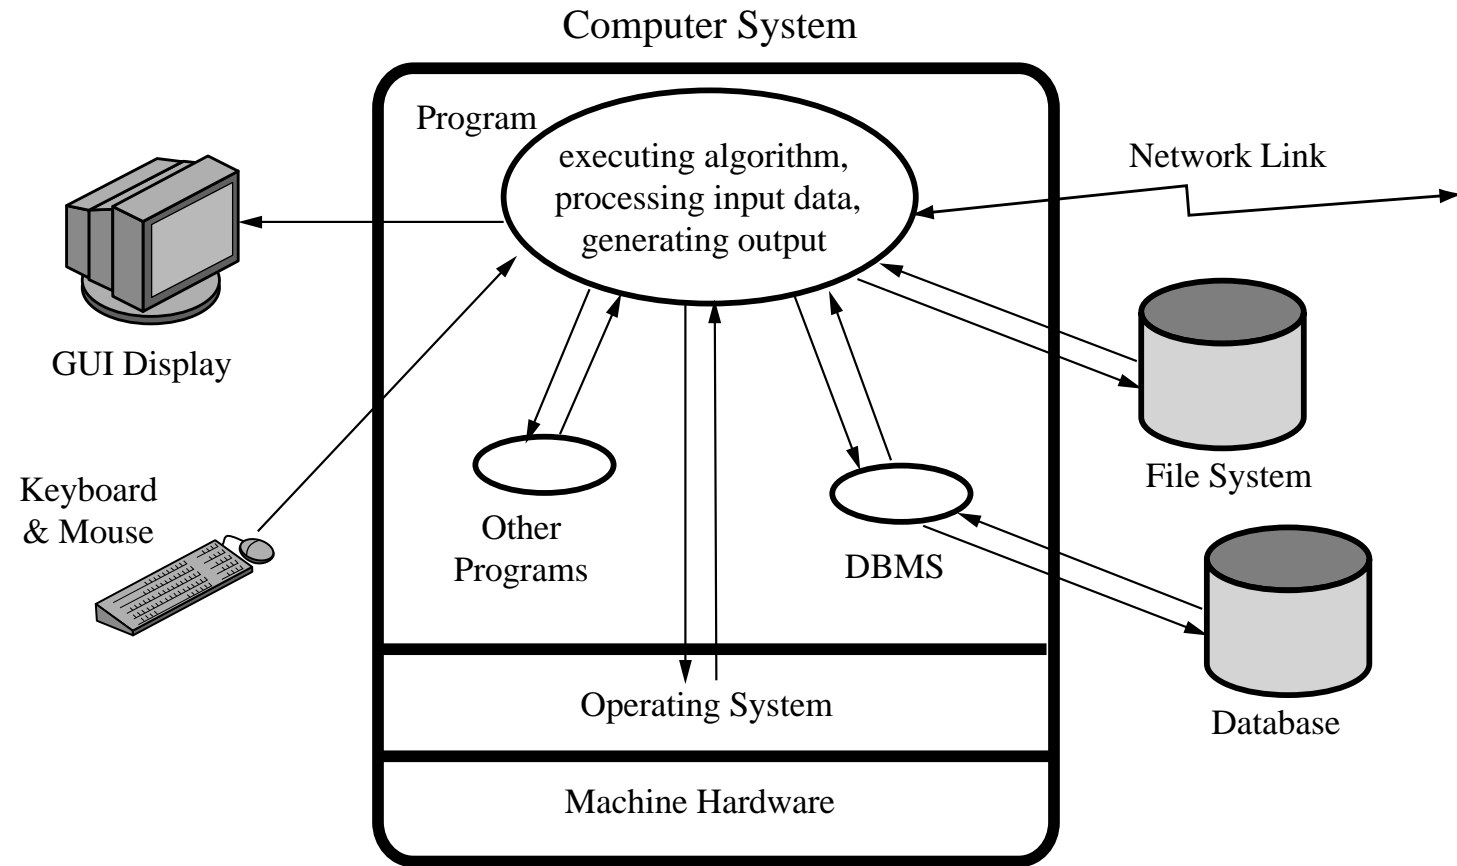 Computer System
Program
executing algorithm,
processing input data,
generating output
Network Link
GUI Display
Keyboard
& Mouse
Other
Programs
DBMS
File System
Database
Operating System
Machine Hardware